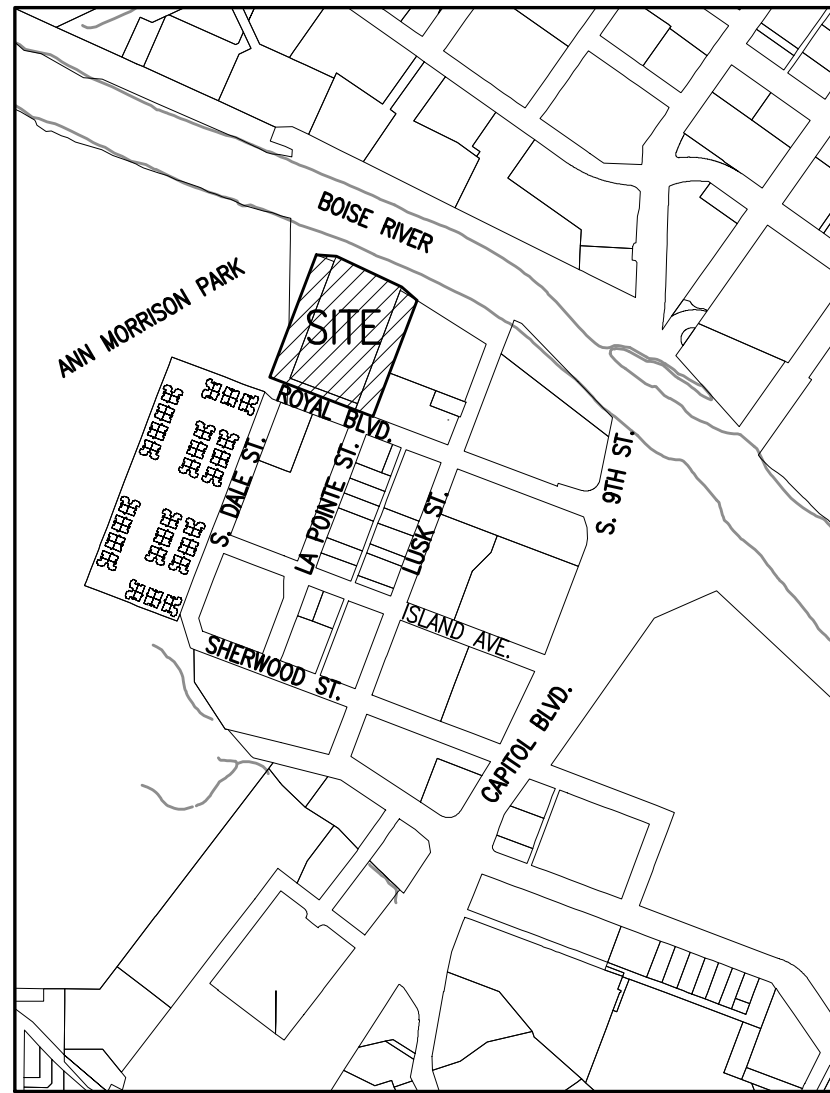 BOISE RIVER
ANN MORRISON PARK
SITE
ROYAL BLVD.
S. DALE ST.
LA POINTE ST.
LUSK ST.
S. 9TH ST.
ISLAND AVE.
SHERWOOD ST.
CAPITOL BLVD.